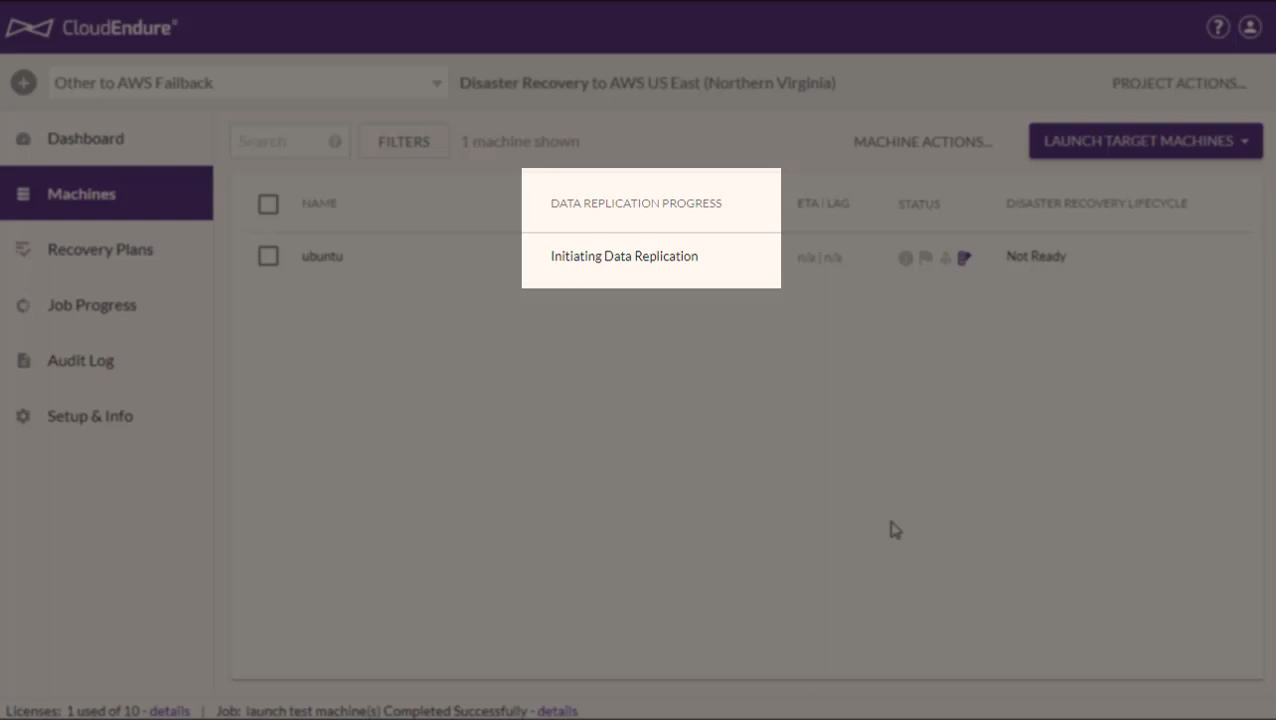 CloudEndure®
Other to AWS Failback
Disaster Recovery to AWS US East (Northern Virginia)
PROJECT ACTIONS...
Dashboard
Machines
Recovery Plans
Job Progress
Audit Log
Setup & Info
Search
FILTERS
1 machine shown
MACHINE ACTIONS...
LAUNCH TARGET MACHINES
NAME
DATA REPLICATION PROGRESS
ETA | LAG
STATUS
DISASTER RECOVERY LIFECYCLE
ubuntu
Initiating Data Replication
n/a | n/a
Not Ready
Licenses: 1 used of 10 - details | Job: launch test machine(s) Completed Successfully - details